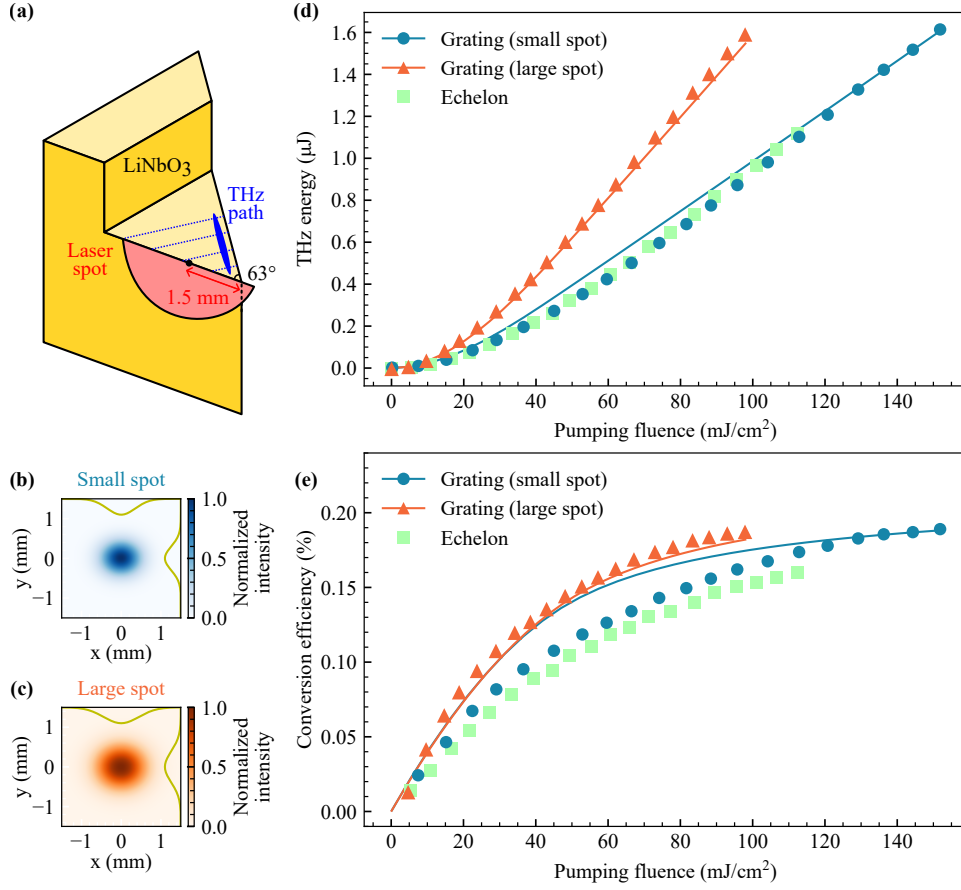 (a)
LiNbO3
THz
path
Laser
spot
63°
1.5 mm
(b)
Small spot
y (mm)
1
0
−1
−1 0 1
x (mm)
1.0
0.5
0.0
Normalized
intensity
(c)
Large spot
y (mm)
1
0
−1
−1 0 1
x (mm)
1.0
0.5
0.0
Normalized
intensity
(d)
Grating (small spot)
Grating (large spot)
Echelon
THz energy (µJ)
1.6
1.4
1.2
1.0
0.8
0.6
0.4
0.2
0.0
0 20 40 60 80 100 120 140
Pumping fluence (mJ/cm2)
(e)
Grating (small spot)
Grating (large spot)
Echelon
Conversion efficiency (%)
0.20
0.15
0.10
0.05
0.00
0 20 40 60 80 100 120 140
Pumping fluence (mJ/cm2)